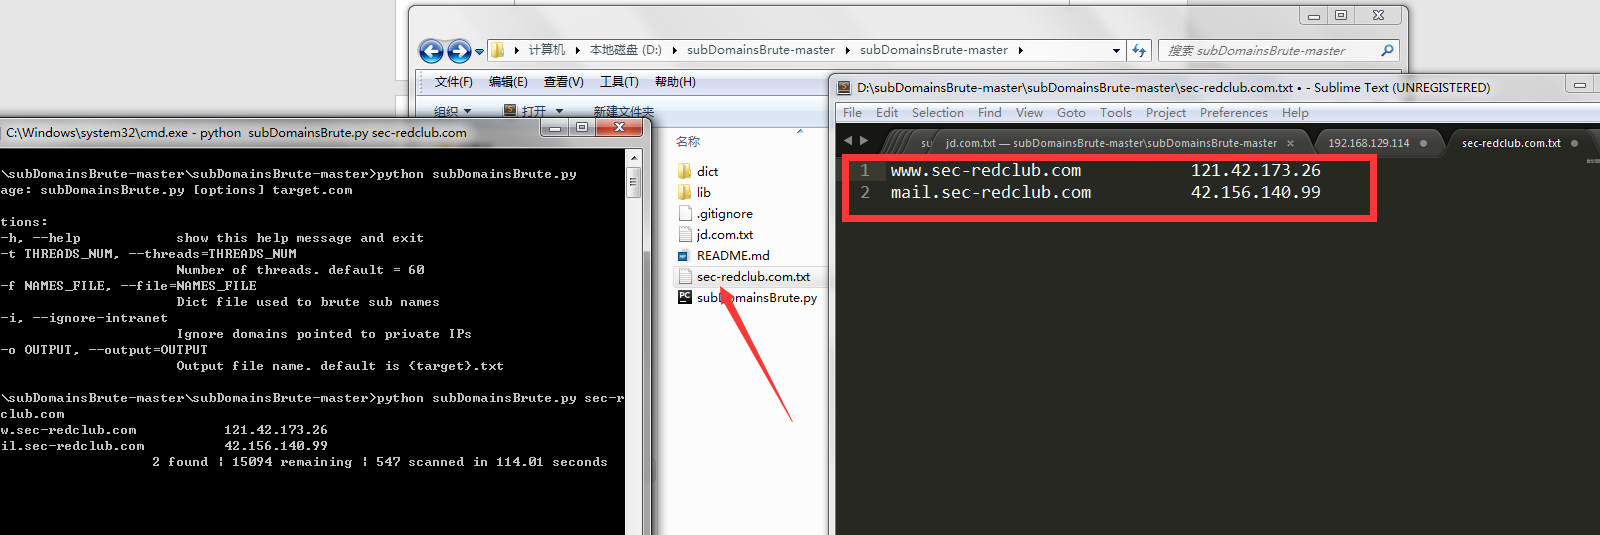 计算机 本地磁盘 (D:) subDomainsBrute-master subDomainsBrute-master
搜索 subDomainsBrute-master
文件(F) 编辑(E) 查看(V) 工具(T) 帮助(H)
组织 打开 新建文件夹
名称
dict
lib
.gitignore
jd.com.txt
README.md
sec-redclub.com.txt
subDomainsBrute.py
C:\Windows\system32\cmd.exe - python subDomainsBrute.py sec-redclub.com
\subDomainsBrute-master\subDomainsBrute-master>python subDomainsBrute.py
age: subDomainsBrute.py [options] target.com
tions:
-h, --help show this help message and exit
-t THREADS_NUM, --threads=THREADS_NUM
Number of threads. default = 60
-f NAMES_FILE, --file=NAMES_FILE
Dict file used to brute sub names
-i, --ignore-intranet
Ignore domains pointed to private IPs
-o OUTPUT, --output=OUTPUT
Output file name. default is {target}.txt
\subDomainsBrute-master\subDomainsBrute-master>python subDomainsBrute.py sec-r
club.com
w.sec-redclub.com 121.42.173.26
il.sec-redclub.com 42.156.140.99
2 found | 15094 remaining | 547 scanned in 114.01 seconds
D:\subDomainsBrute-master\subDomainsBrute-master\sec-redclub.com.txt • - Sublime Text (UNREGISTERED)
File Edit Selection Find View Goto Tools Project Preferences Help
su jd.com.txt — subDomainsBrute-master\subDomainsBrute-master × 192.168.129.114 sec-redclub.com.txt
1 www.sec-redclub.com 121.42.173.26
2 mail.sec-redclub.com 42.156.140.99